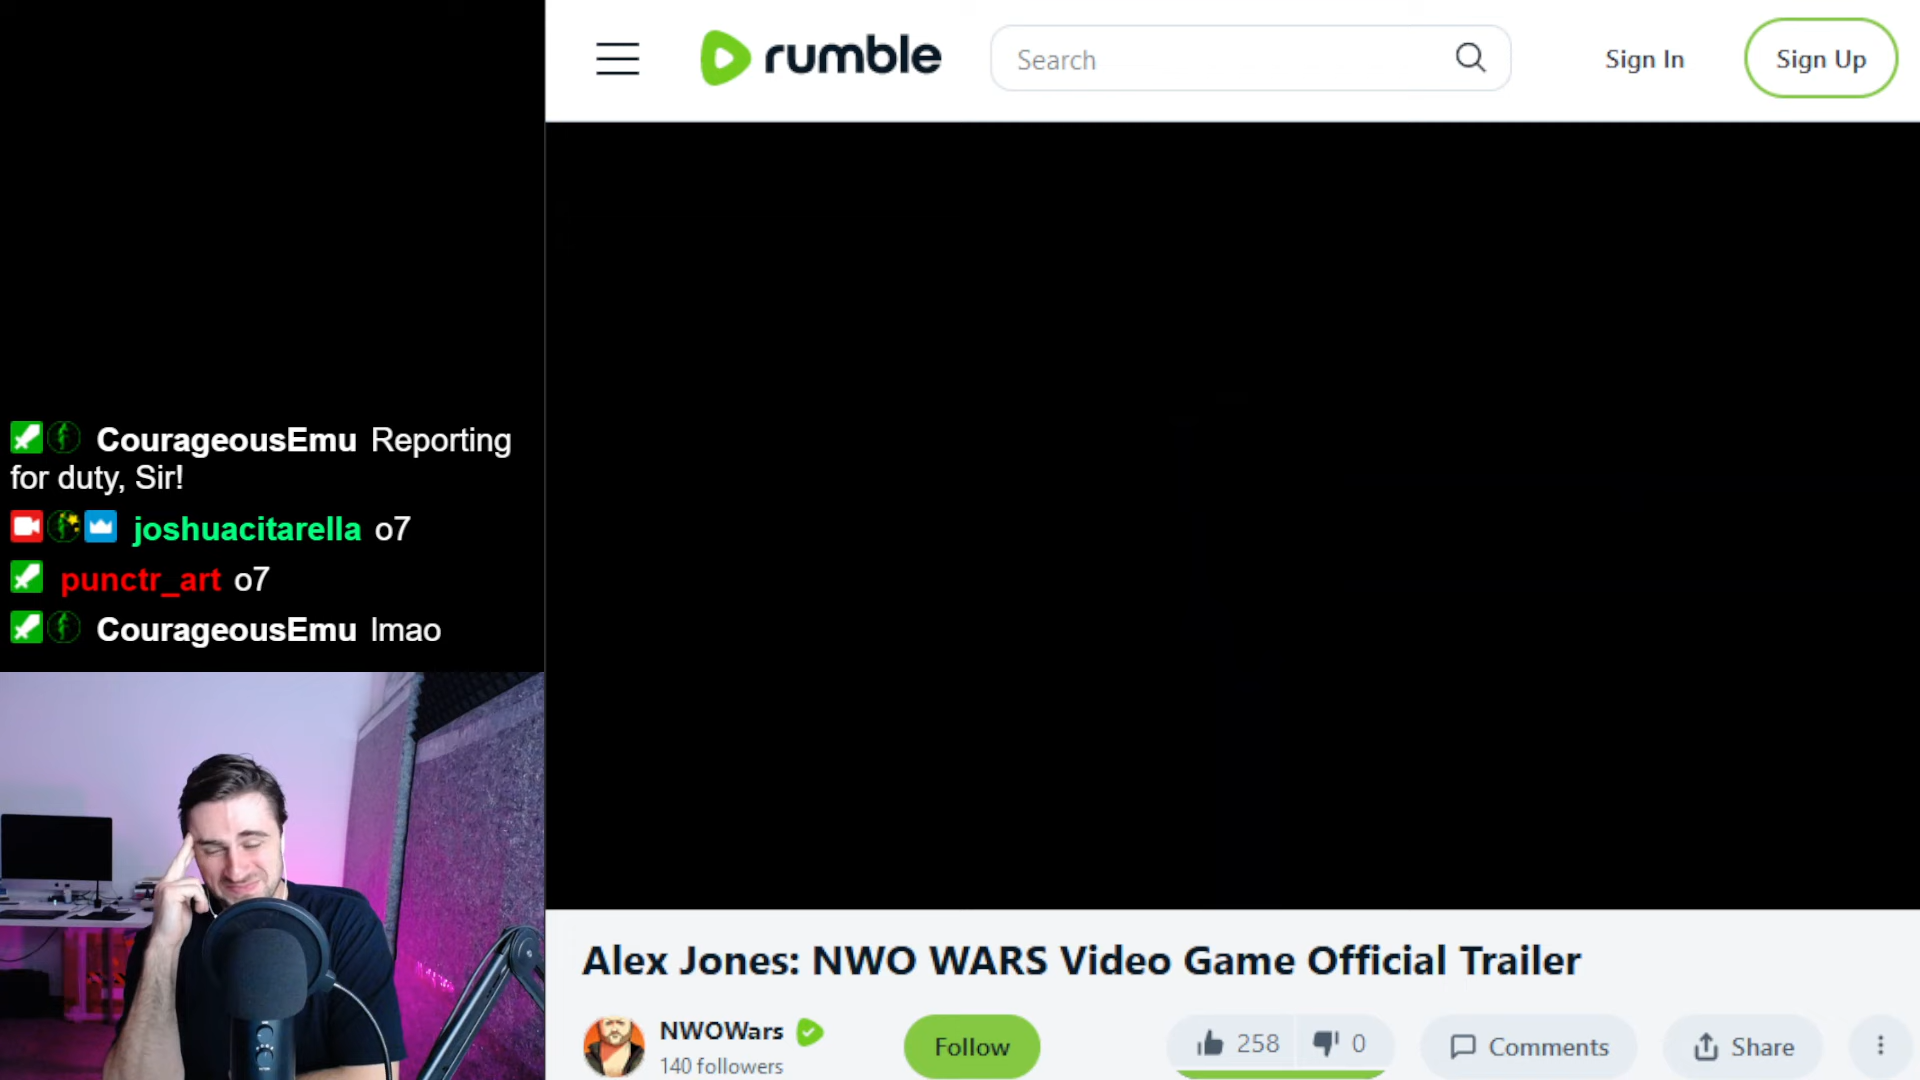 rumble
Search
Sign In
Sign Up
CourageousEmu Reporting
for duty, Sir!
joshuacitarella o7
punctr_art o7
CourageousEmu lmao
Alex Jones: NWO WARS Video Game Official Trailer
NWOWars
140 followers
Follow
258
0
Comments
Share